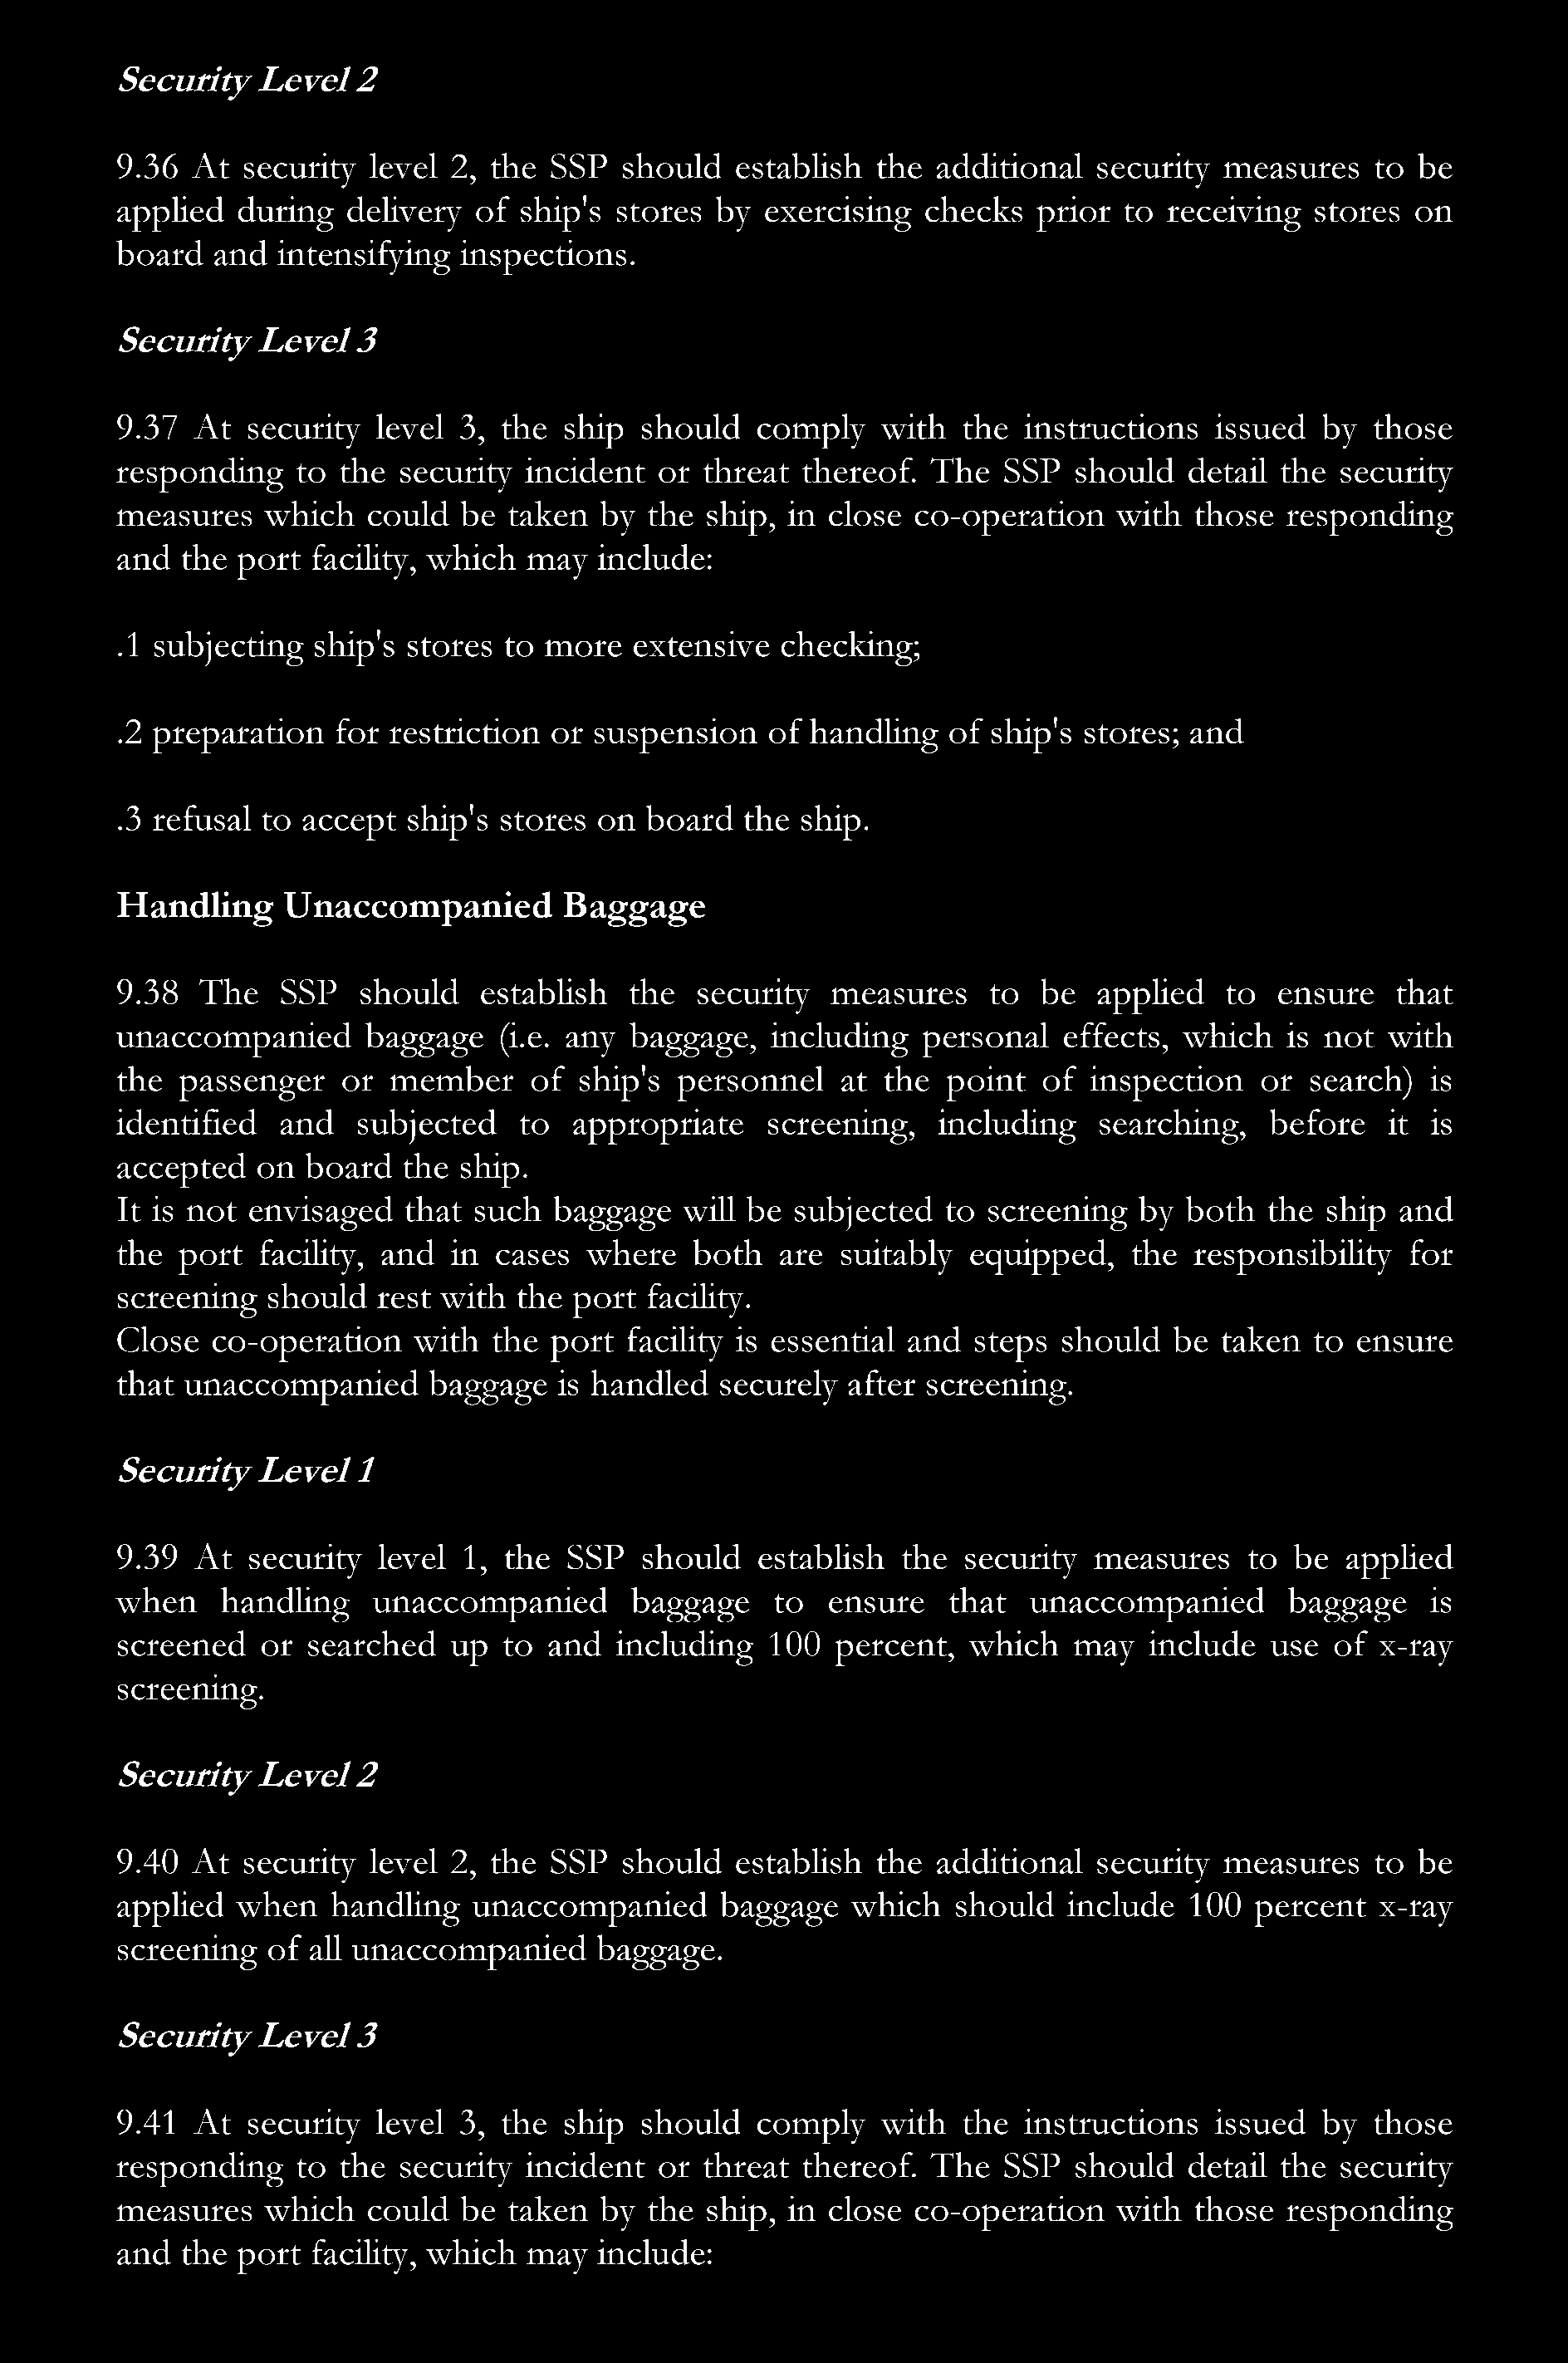 Security Level 2
9.36 At security level 2, the SSP should establish the additional security measures to be
applied during delivery of ship's stores by exercising checks prior to receiving stores on
board and intensifying inspections.
Security Level 3
9.37 At security level 3, the ship should comply with the instructions issued by those
responding to the security incident or threat thereof. The SSP should detail the security
measures which could be taken by the ship, in close co-operation with those responding
and the port facility, which may include:
.1 subjecting ship's stores to more extensive checking;
.2 preparation for restriction or suspension of handling of ship's stores; and
.3 refusal to accept ship's stores on board the ship.
Handling Unaccompanied Baggage
9.38 The SSP should establish the security measures to be applied to ensure that
unaccompanied baggage (i.e. any baggage, including personal effects, which is not with
the passenger or member of ship's personnel at the point of inspection or search) is
identified and subjected to appropriate screening, including searching, before it is
accepted on board the ship.
It is not envisaged that such baggage will be subjected to screening by both the ship and
the port facility, and in cases where both are suitably equipped, the responsibility for
screening should rest with the port facility.
Close co-operation with the port facility is essential and steps should be taken to ensure
that unaccompanied baggage is handled securely after screening.
Security Level 1
9.39 At security level 1, the SSP should establish the security measures to be applied
when handling unaccompanied baggage to ensure that unaccompanied baggage is
screened or searched up to and including 100 percent, which may include use of x-ray
screening.
Security Level 2
9.40 At security level 2, the SSP should establish the additional security measures to be
applied when handling unaccompanied baggage which should include 100 percent x-ray
screening of all unaccompanied baggage.
Security Level 3
9.41 At security level 3, the ship should comply with the instructions issued by those
responding to the security incident or threat thereof. The SSP should detail the security
measures which could be taken by the ship, in close co-operation with those responding
and the port facility, which may include: